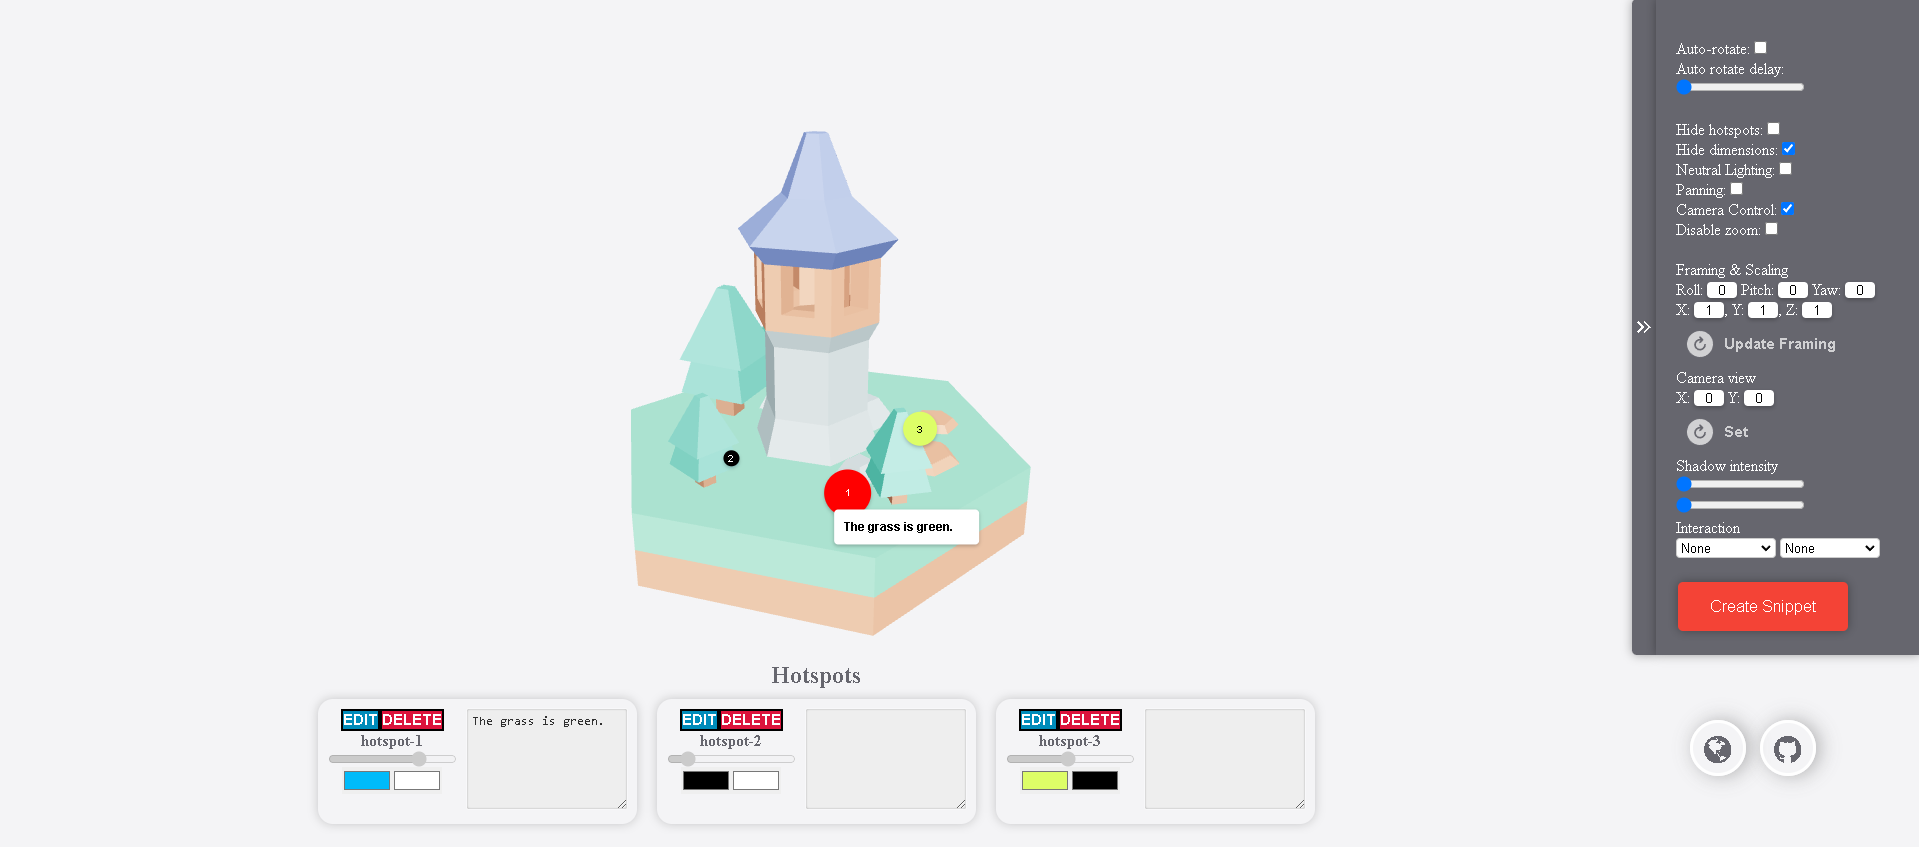 Auto-rotate:
Auto rotate delay:
Hide hotspots:
Hide dimensions:
Neutral Lighting:
Panning:
Camera Control:
Disable zoom:
Framing & Scaling
Roll: 0 Pitch: 0 Yaw: 0
X: 1, Y: 1, Z: 1
Update Framing
Camera view
X: 0 Y: 0
Set
Shadow intensity
Interaction
None None
Create Snippet
3
2
1
The grass is green.
Hotspots
EDIT DELETE
hotspot-1
The grass is green.
EDIT DELETE
hotspot-2
EDIT DELETE
hotspot-3